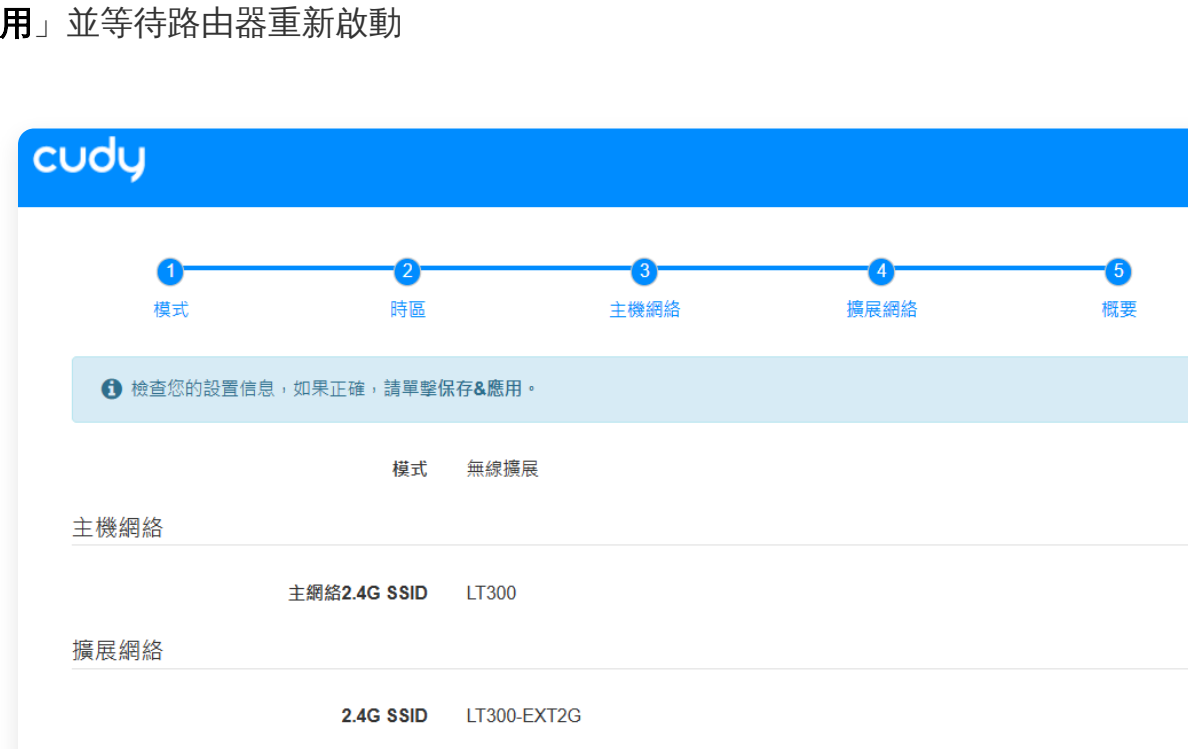 用」並等待路由器重新啟動
cudy
1 2 3 4 5
模式 時區 主機網絡 擴展網絡 概要
檢查您的設置信息，如果正確，請單擊保存&應用。
模式 無線擴展
主機網絡
主網絡2.4G SSID LT300
擴展網絡
2.4G SSID LT300-EXT2G